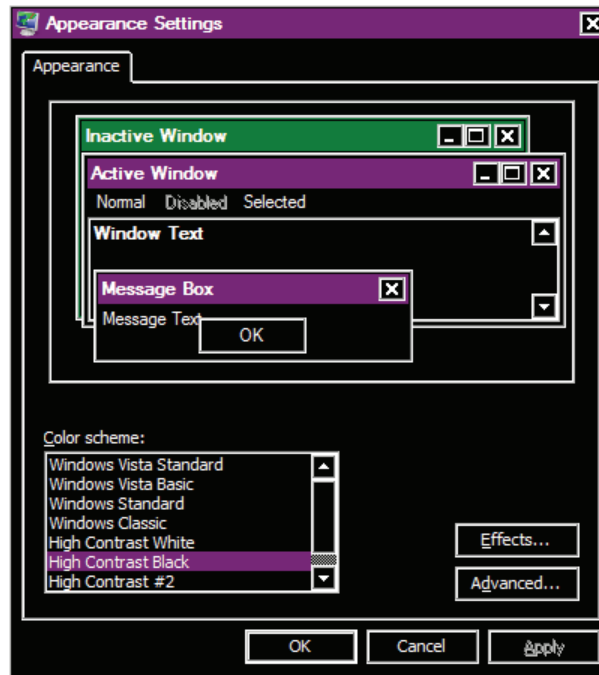 Appearance Settings
Appearance
Inactive Window
Active Window
Normal Disabled Selected
Window Text
Message Box
Message Text
OK
Color scheme:
Windows Vista Standard
Windows Vista Basic
Windows Standard
Windows Classic
High Contrast White
High Contrast Black
High Contrast #2
Effects...
Advanced...
OK Cancel Apply